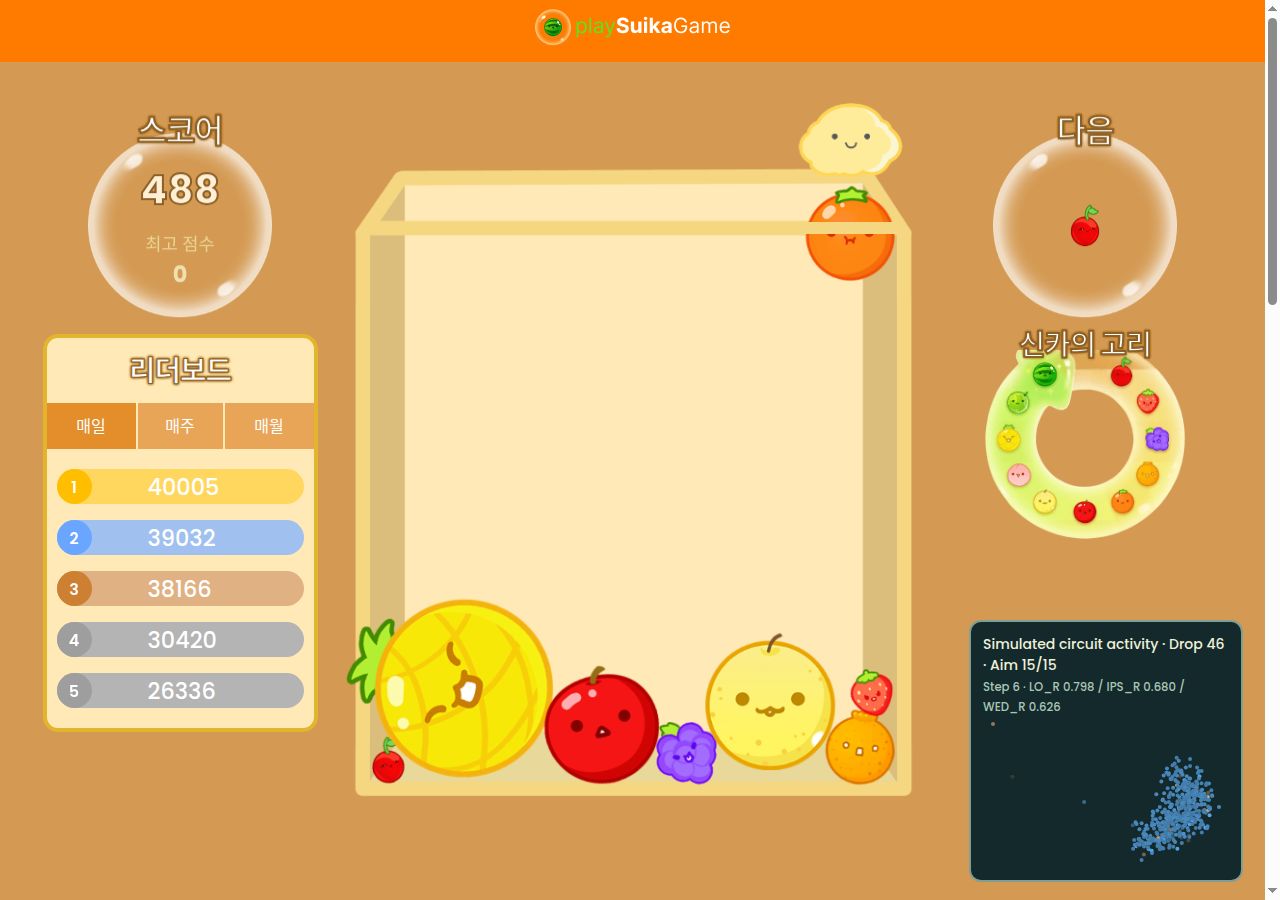 playSuikaGame
스코어
488
최고 점수
0
리더보드
매일 매주 매월
1 40005
2 39032
3 38166
4 30420
5 26336
다음
신카의 고리
Simulated circuit activity · Drop 46
· Aim 15/15
Step 6 · LO_R 0.798 / IPS_R 0.680 /
WED_R 0.626